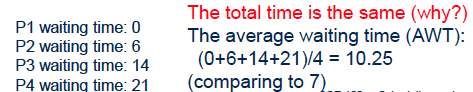 P1 waiting time: 0
P2 waiting time: 6
P3 waiting time: 14
P4 waiting time: 21
The total time is the same (why?)
The average waiting time (AWT):
(0+6+14+21)/4 = 10.25
(comparing to 7)